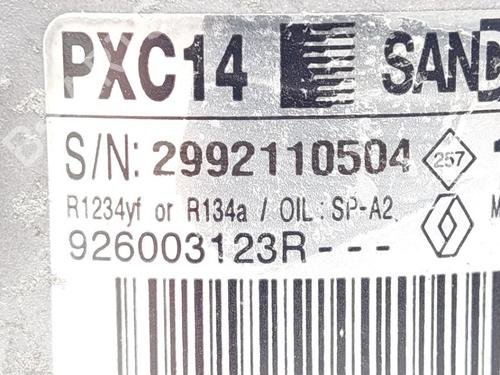 PXC14 SAND
S/N: 2992110504 257
R1234yf or R134a / OIL: SP-A2
926003123R---